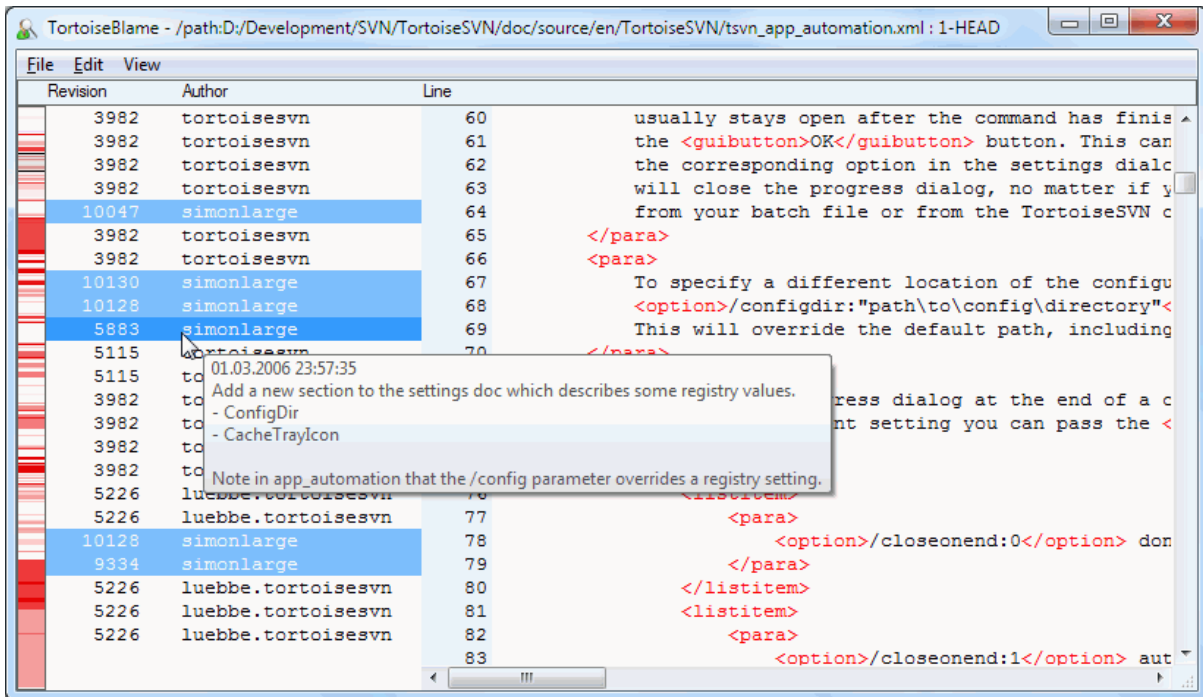 TortoiseBlame - /path:D:/Development/SVN/TortoiseSVN/doc/source/en/TortoiseSVN/tsvn_app_automation.xml : 1-HEAD
File Edit View
Revision Author Line
3982 tortoisesvn 60 usually stays open after the command has finis
3982 tortoisesvn 61 the <guibutton>OK</guibutton> button. This can
3982 tortoisesvn 62 the corresponding option in the settings dialc
3982 tortoisesvn 63 will close the progress dialog, no matter if y
10047 simonlarge 64 from your batch file or from the TortoiseSVN c
3982 tortoisesvn 65 </para>
3982 tortoisesvn 66 <para>
10130 simonlarge 67 To specify a different location of the configu
10128 simonlarge 68 <option>/configdir:"path\to\config\directory"<
5883 simonlarge 69 This will override the default path, including
5115 tortoisesvn 70 </para>
01.03.2006 23:57:35
5115 to
Add a new section to the settings doc which describes some registry values.
3982 to ress dialog at the end of a c
- ConfigDir
3982 to nt setting you can pass the <
- CacheTrayIcon
3982 to
3982 to
Note in app_automation that the /config parameter overrides a registry setting.
5226 luebbe.tortoisesvn 76 <listitem>
5226 luebbe.tortoisesvn 77 <para>
10128 simonlarge 78 <option>/closeonend:0</option> don
9334 simonlarge 79 </para>
5226 luebbe.tortoisesvn 80 </listitem>
5226 luebbe.tortoisesvn 81 <listitem>
5226 luebbe.tortoisesvn 82 <para>
83 <option>/closeonend:1</option> aut